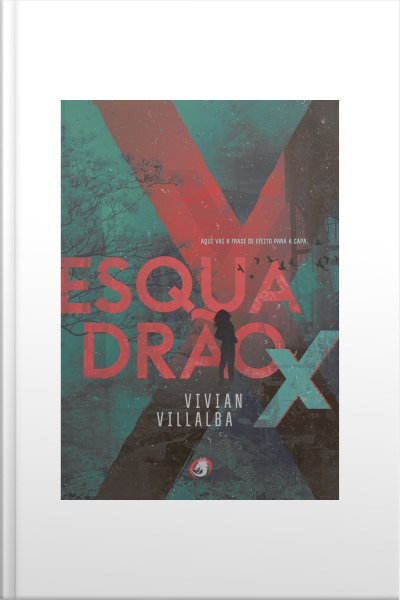 AQUI VAI A FRASE DE EFEITO PARA A CAPA.
ESQUA
DRÃO
X
VIVIAN
VILLALBA